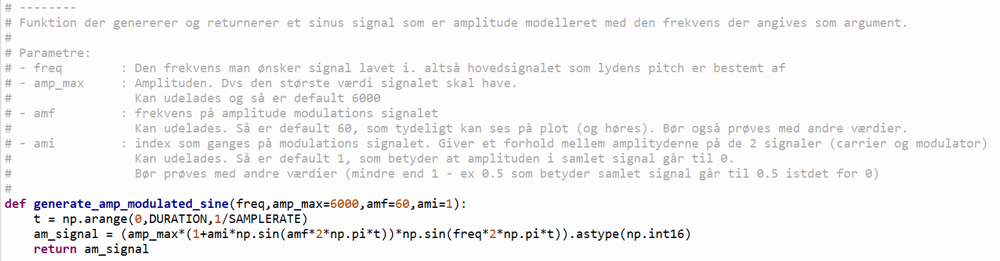 # --------
# Funktion der genererer og returnerer et sinus signal som er amplitude modelleret med den frekvens der angives som argument.
#
# Parametre:
# - freq       : Den frekvens man ønsker signal lavet i. altså hovedsignalet som lydens pitch er bestemt af
# - amp_max    : Amplituden. Dvs den største værdi signalet skal have.
#                Kan udelades og så er default 6000
# - amf        : frekvens på amplitude modulations signalet
#                Kan udelades. Så er default 60, som tydeligt kan ses på plot (og høres). Bør også prøves med andre værdier.
# - ami        : index som ganges på modulations signalet. Giver et forhold mellem amplityderne på de 2 signaler (carrier og modulator)
#                Kan udelades. Så er default 1, som betyder at amplituden i samlet signal går til 0.
#                Bør prøves med andre værdier (mindre end 1 - ex 0.5 som betyder samlet signal går til 0.5 istdet for 0)
#
def generate_amp_modulated_sine(freq,amp_max=6000,amf=60,ami=1):
    t = np.arange(0,DURATION,1/SAMPLERATE)
    am_signal = (amp_max*(1+ami*np.sin(amf*2*np.pi*t))*np.sin(freq*2*np.pi*t)).astype(np.int16)
    return am_signal